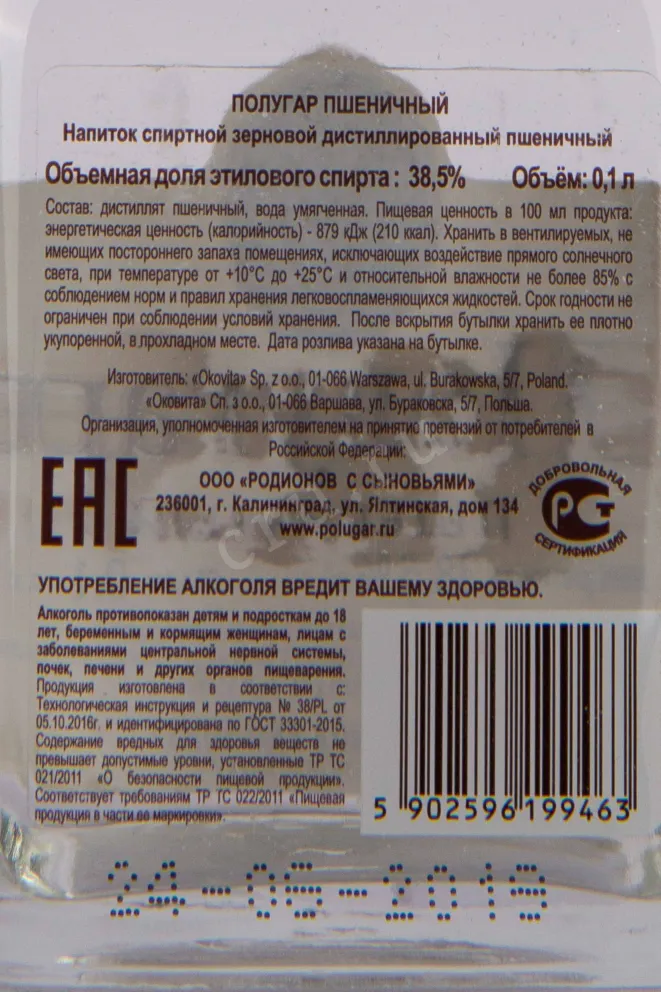 ПОЛУГАР ПШЕНИЧНЫЙ
Напиток спиртной зерновой дистиллированный пшеничный
Объемная доля этилового спирта : 38,5% Объём: 0,1 л
Состав: дистиллят пшеничный, вода умягченная. Пищевая ценность в 100 мл продукта:
энергетическая ценность (калорийность) - 879 кДж (210 ккал). Хранить в вентилируемых, не
имеющих постороннего запаха помещениях, исключающих воздействие прямого солнечного
света, при температуре от +10°С до +25°С и относительной влажности не более 85% с
соблюдением норм и правил хранения легковоспламеняющихся жидкостей. Срок годности не
ограничен при соблюдении условий хранения. После вскрытия бутылки хранить ее плотно
укупоренной, в прохладном месте. Дата розлива указана на бутылке.
Изготовитель: «Okovita» Sp. z o.o., 01-066 Warszawa, ul. Burakowska, 5/7, Poland.
«Оковита» Сп. з о.о., 01-066 Варшава, ул. Бураковска, 5/7, Польша.
Организация, уполномоченная изготовителем на принятие претензий от потребителей в
Российской Федерации:
ЕАС
ООО «РОДИОНОВ С СЫНОВЬЯМИ»
236001, г. Калининград, ул. Ялтинская, дом 134
www.polugar.ru
ДОБРОВОЛЬНАЯ
РСТ
СЕРТИФИКАЦИЯ
УПОТРЕБЛЕНИЕ АЛКОГОЛЯ ВРЕДИТ ВАШЕМУ ЗДОРОВЬЮ.
Алкоголь противопоказан детям и подросткам до 18
лет, беременным и кормящим женщинам, лицам с
заболеваниями центральной нервной системы,
почек, печени и других органов пищеварения.
Продукция изготовлена в соответствии с:
Технологическая инструкция и рецептура № 38/PL от
05.10.2016г. и идентифицирована по ГОСТ 33301-2015.
Содержание вредных для здоровья веществ не
превышает допустимые уровни, установленные ТР ТС
021/2011 «О безопасности пищевой продукции».
Соответствует требованиям ТР ТС 022/2011 «Пищевая
продукция в части ее маркировки».
5 902596 199463
24-06-2019